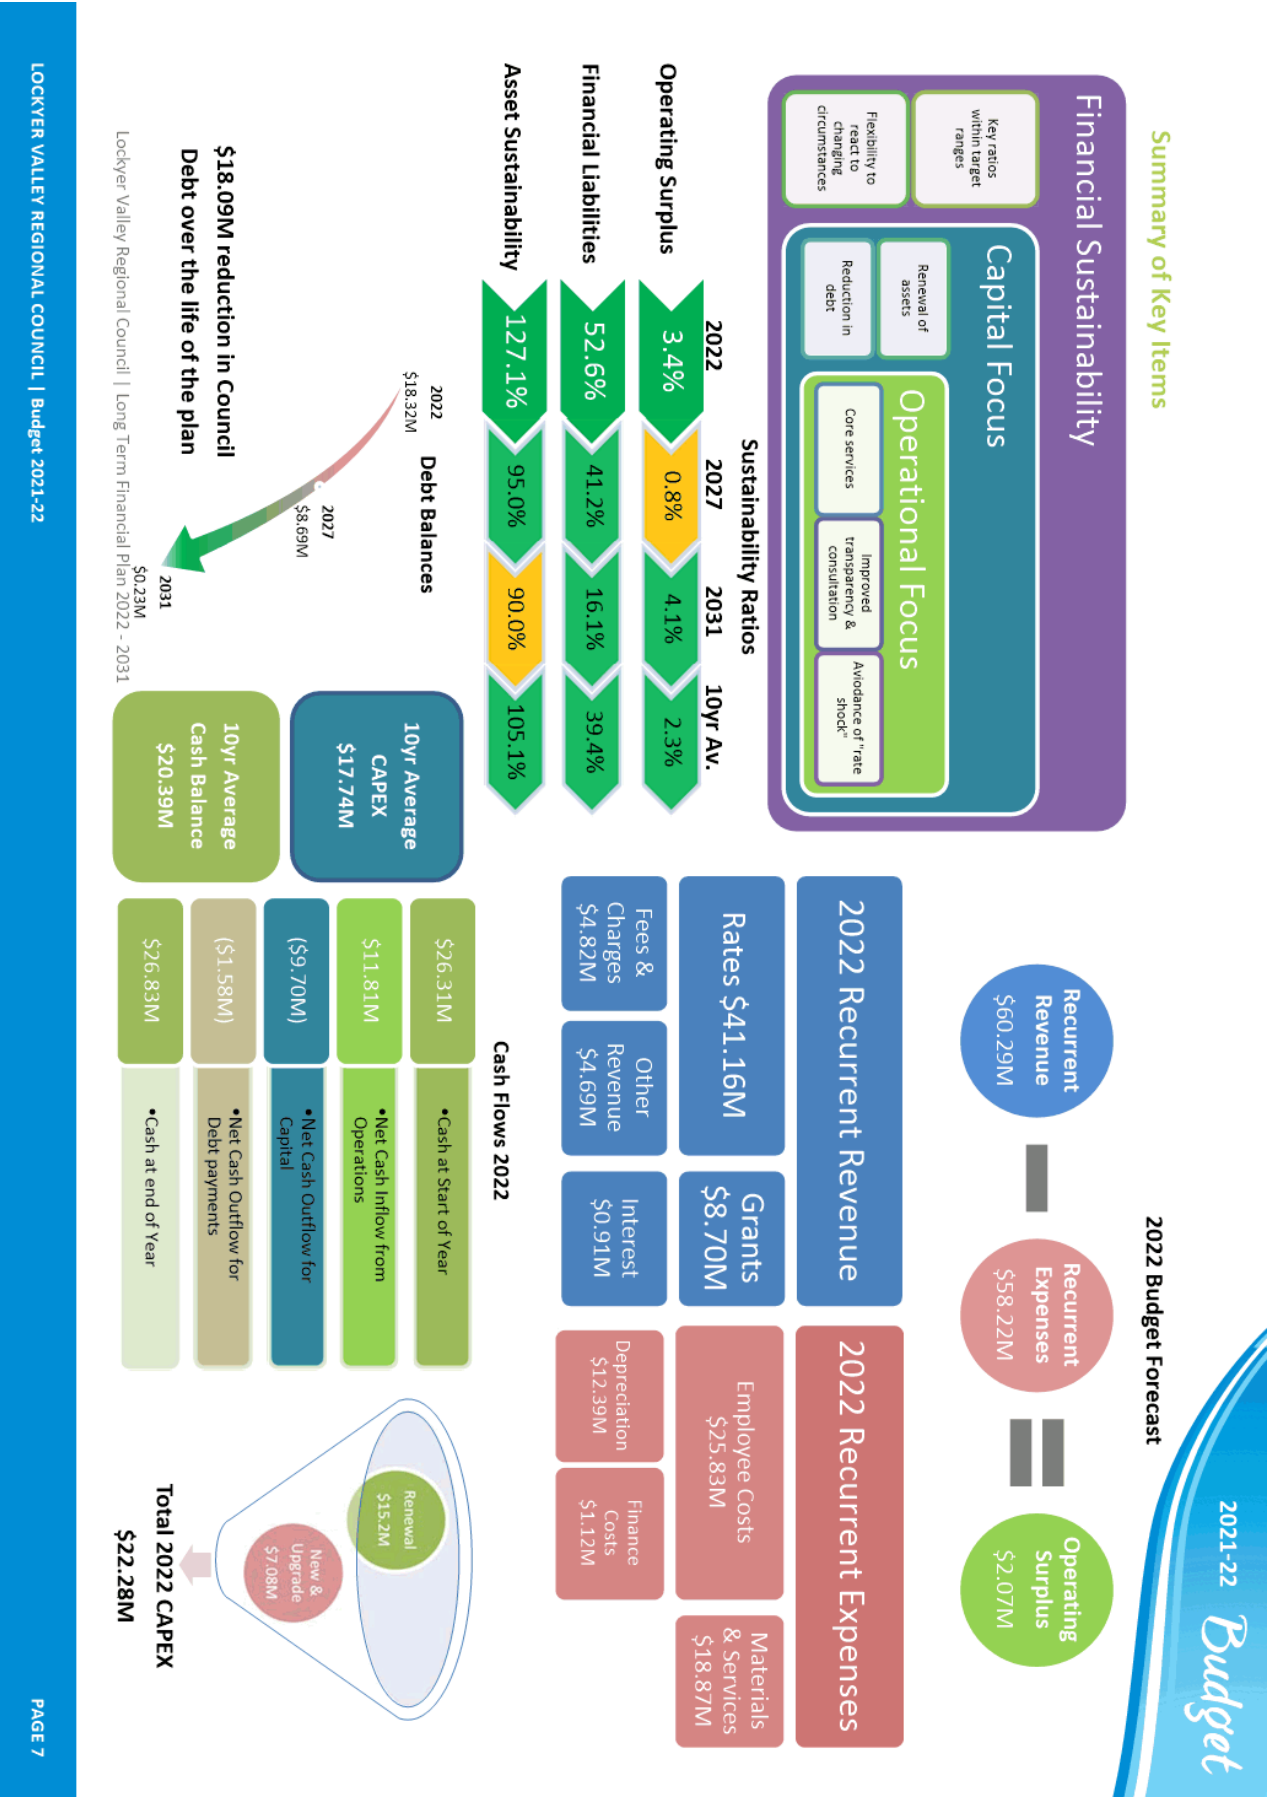 2021-22 Budget
Summary of Key Items
Financial Sustainability
Key ratios
within target
ranges
Flexibility to
react to
changing
circumstances
Capital Focus
Renewal of
assets
Reduction in
debt
Operational Focus
Core services
Improved
transparency &
consultation
Aviodance of "rate
shock"
Sustainability Ratios
2022 2027 2031 10yr Av.
Operating Surplus 3.4% 0.8% 4.1% 2.3%
Financial Liabilities 52.6% 41.2% 16.1% 39.4%
Asset Sustainability 127.1% 95.0% 90.0% 105.1%
Debt Balances
2022
$18.32M
2027
$8.69M
2031
$0.23M
$18.09M reduction in Council
Debt over the life of the plan
10yr Average
CAPEX
$17.74M
10yr Average
Cash Balance
$20.39M
2022 Budget Forecast
Recurrent
Revenue
$60.29M
Recurrent
Expenses
$58.22M
Operating
Surplus
$2.07M
2022 Recurrent Revenue
Rates $41.16M
Grants
$8.70M
Fees &
Charges
$4.82M
Other
Revenue
$4.69M
Interest
$0.91M
2022 Recurrent Expenses
Employee Costs
$25.83M
Materials
& Services
$18.87M
Depreciation
$12.39M
Finance
Costs
$1.12M
Cash Flows 2022
$26.31M
•Cash at Start of Year
$11.81M
•Net Cash Inflow from
Operations
($9.70M)
•Net Cash Outflow for
Capital
($1.58M)
•Net Cash Outflow for
Debt payments
$26.83M
•Cash at end of Year
Renewal
$15.2M
New &
Upgrade
$7.08M
Total 2022 CAPEX
$22.28M
Lockyer Valley Regional Council | Long Term Financial Plan 2022 - 2031
LOCKYER VALLEY REGIONAL COUNCIL | Budget 2021-22
PAGE 7